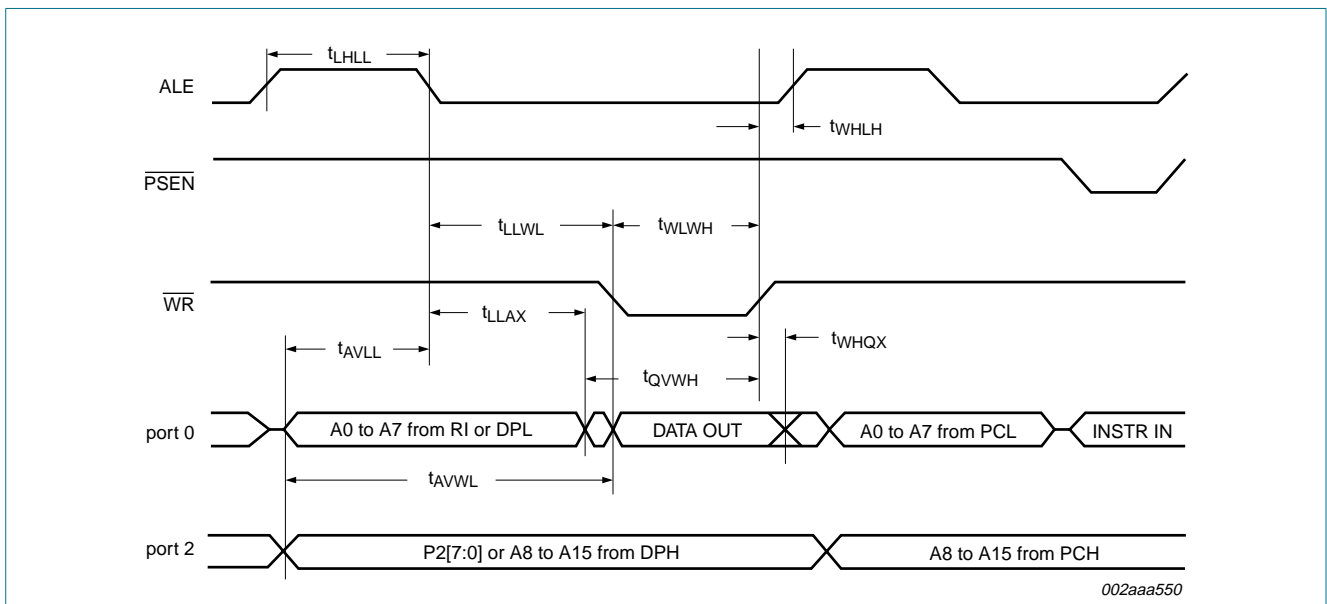 tLHLL
ALE
tWHLH
PSEN
tLLWL
tWLWH
WR
tLLAX
tWHQX
tAVLL
tQVWH
port 0
A0 to A7 from RI or DPL
DATA OUT
A0 to A7 from PCL
INSTR IN
tAVWL
port 2
P2[7:0] or A8 to A15 from DPH
A8 to A15 from PCH
002aaa550